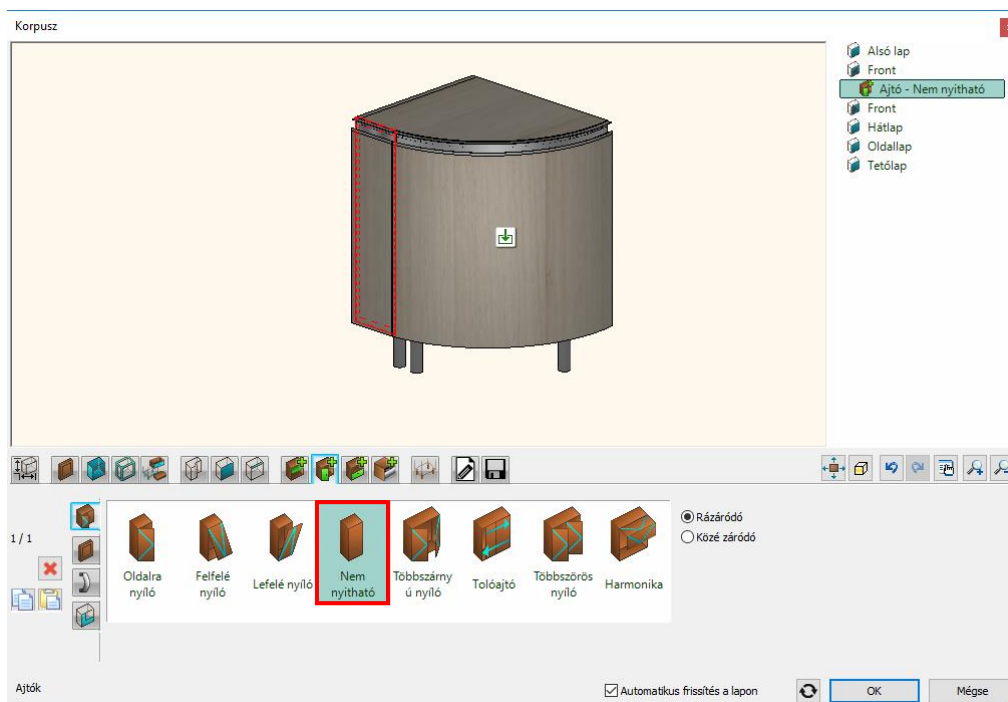 Korpusz
Alsó lap
Front
Ajtó - Nem nyitható
Front
Hátlap
Oldallap
Tetőlap
1 / 1
Oldalra
nyíló
Felfelé
nyíló
Lefelé nyíló
Nem
nyitható
Többszárny
ú nyíló
Tolóajtó
Többszörös
nyíló
Harmonika
Rázáródó
Közé záródó
Ajtók
Automatikus frissítés a lapon
OK
Mégse